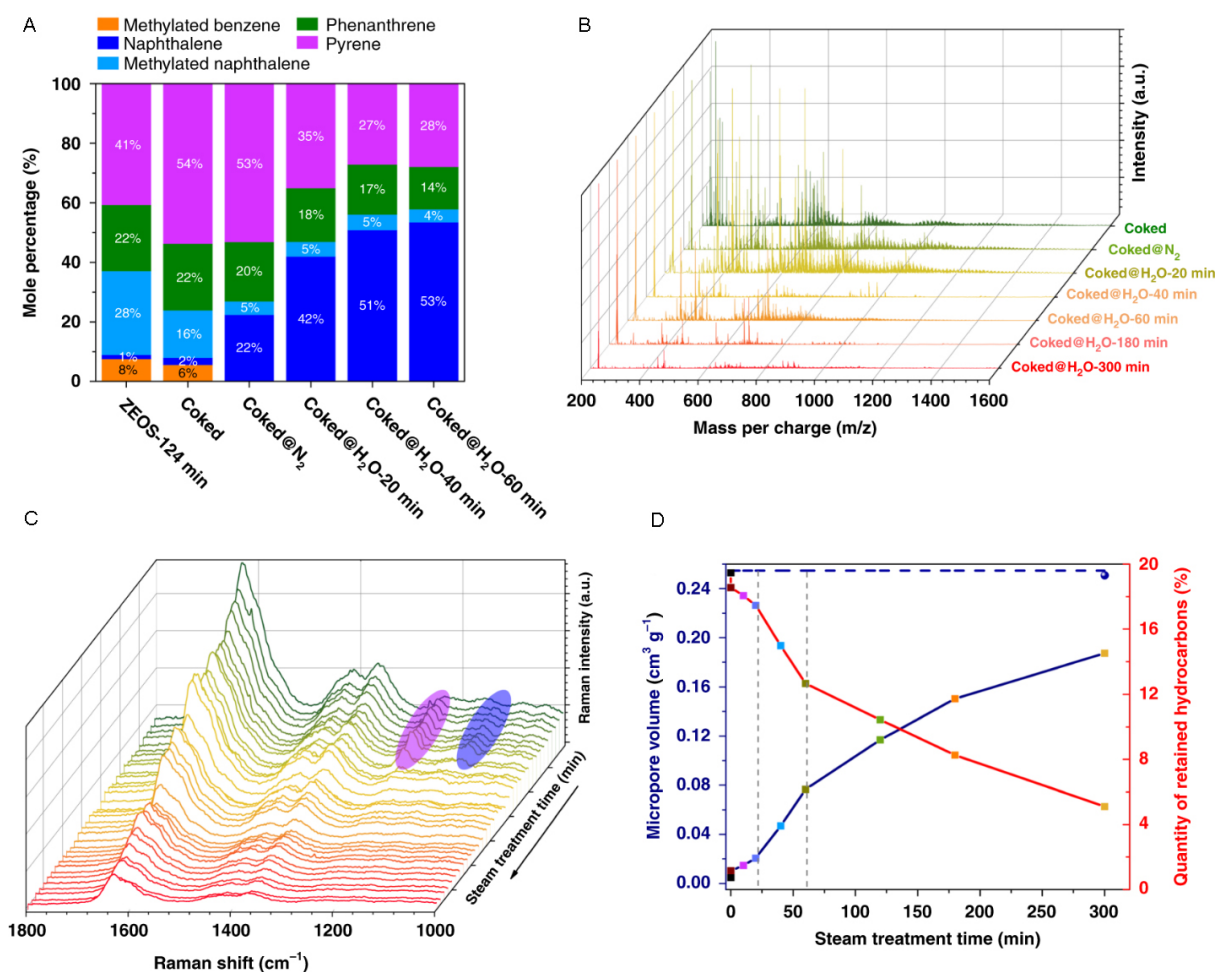 A
Methylated benzene
Naphthalene
Methylated naphthalene
Phenanthrene
Pyrene
100
80
60
40
20
0
Mole percentage (%)
41%
22%
28%
1%
8%
54%
22%
16%
2%
6%
53%
20%
5%
22%
35%
18%
5%
42%
27%
17%
5%
51%
28%
14%
4%
53%
ZEOS-124 min
Coked
Coked@N2
Coked@H2O-20 min
Coked@H2O-40 min
Coked@H2O-60 min
B
Intensity (a.u.)
Coked
Coked@N2
Coked@H2O-20 min
Coked@H2O-40 min
Coked@H2O-60 min
Coked@H2O-180 min
Coked@H2O-300 min
200 400 600 800 1000 1200 1400 1600
Mass per charge (m/z)
C
Raman intensity (a.u.)
Steam treatment time (min)
1800 1600 1400 1200 1000
Raman shift (cm−1)
D
Micropore volume (cm3 g−1)
0.24
0.20
0.16
0.12
0.08
0.04
0.00
20
16
12
8
4
0
Quantity of retained hydrocarbons (%)
0 50 100 150 200 250 300
Steam treatment time (min)